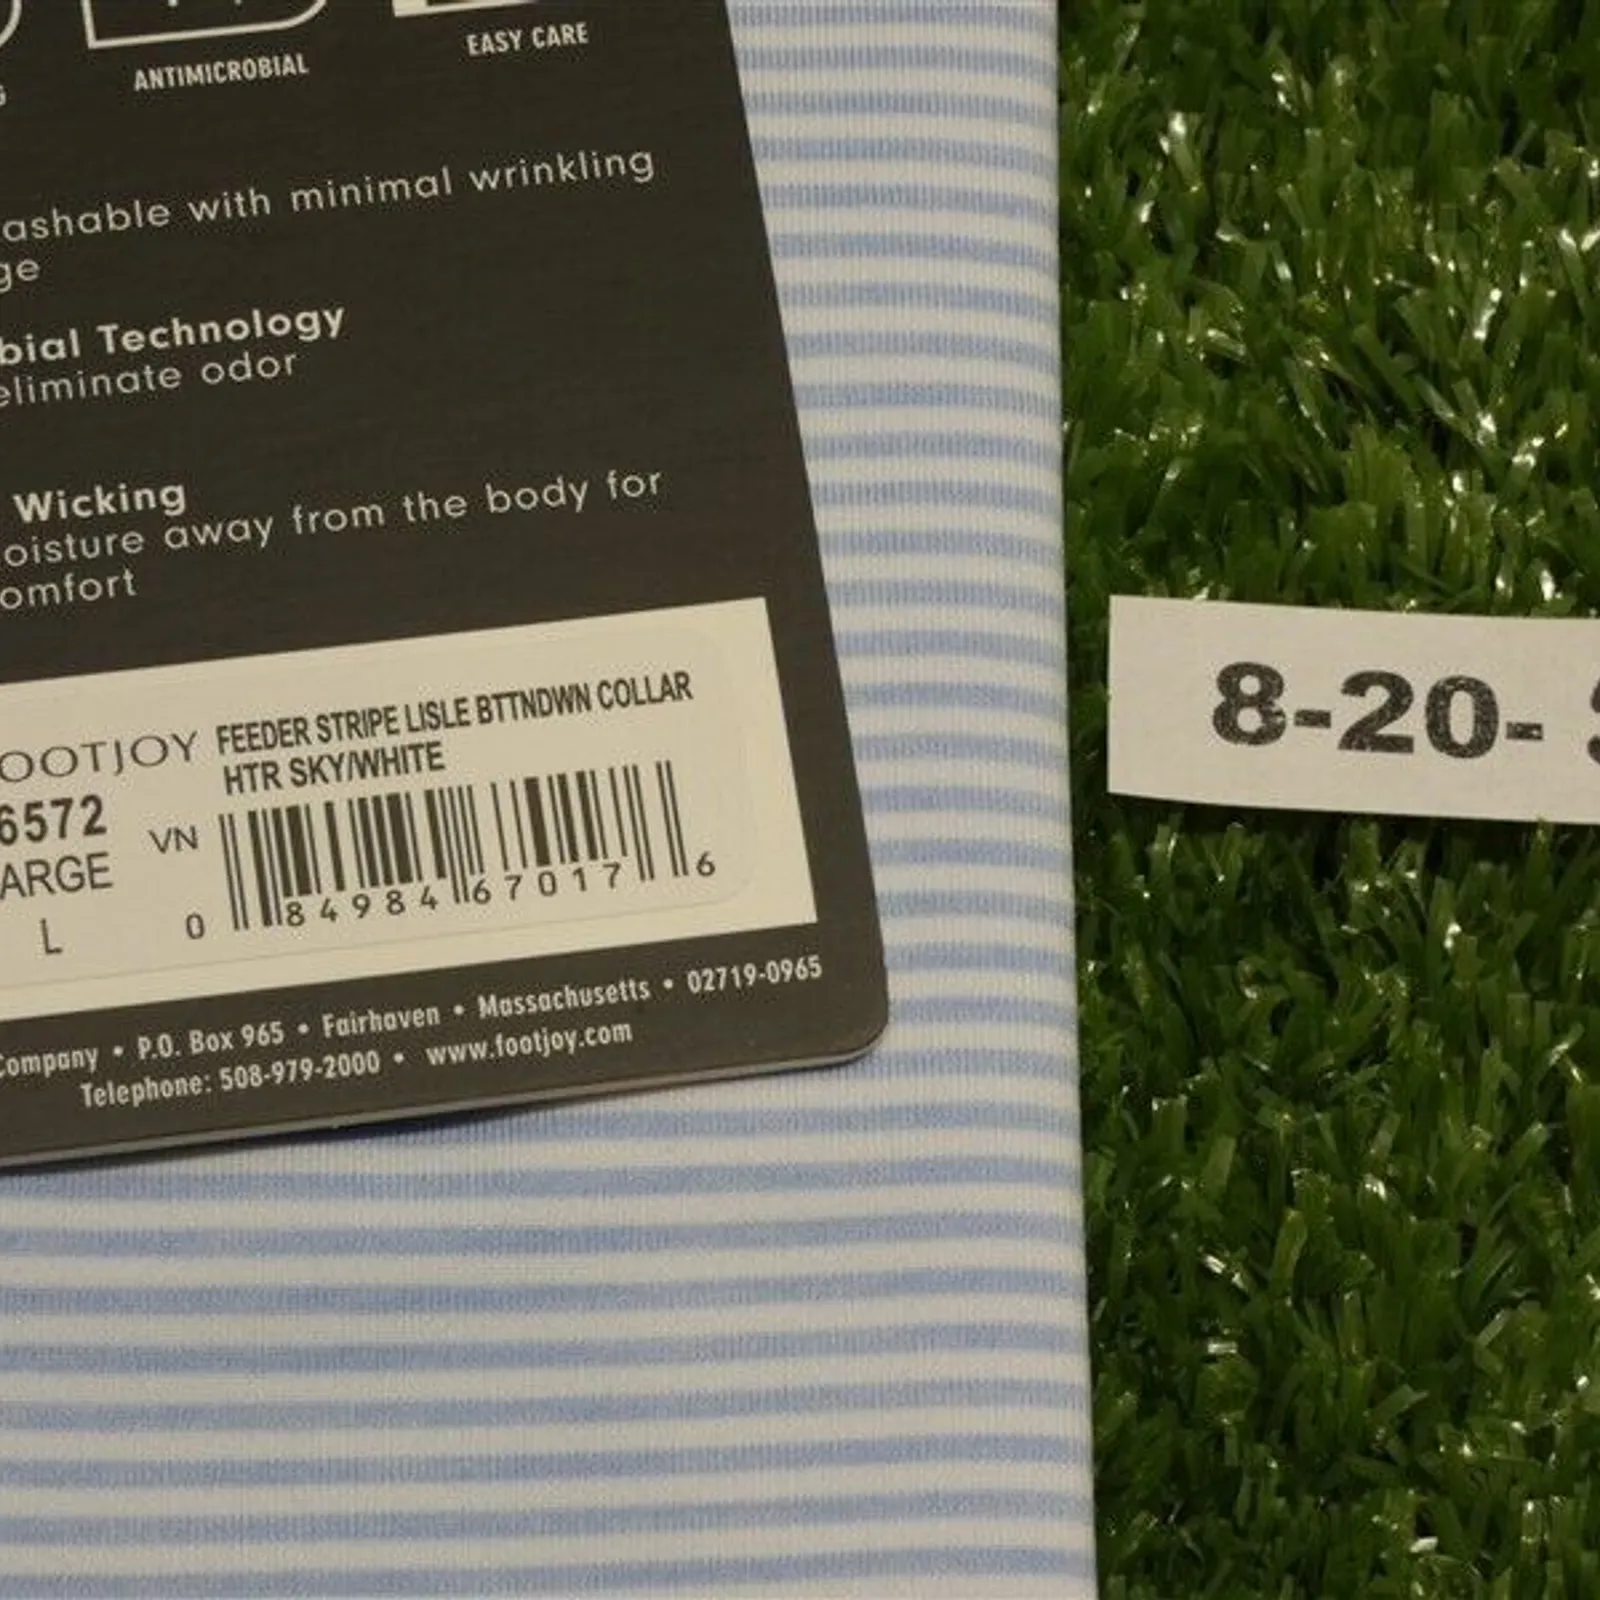 ANTIMICROBIAL
EASY CARE
ashable with minimal wrinkling
ge
bial Technology
eliminate odor
Wicking
oisture away from the body for
omfort
OOTJOY
FEEDER STRIPE LISLE BTTNDWN COLLAR
HTR SKY/WHITE
6572
ARGE
VN
L
0 84984 67017 6
Company • P.O. Box 965 • Fairhaven • Massachusetts • 02719-0965
Telephone: 508-979-2000 • www.footjoy.com
8-20-